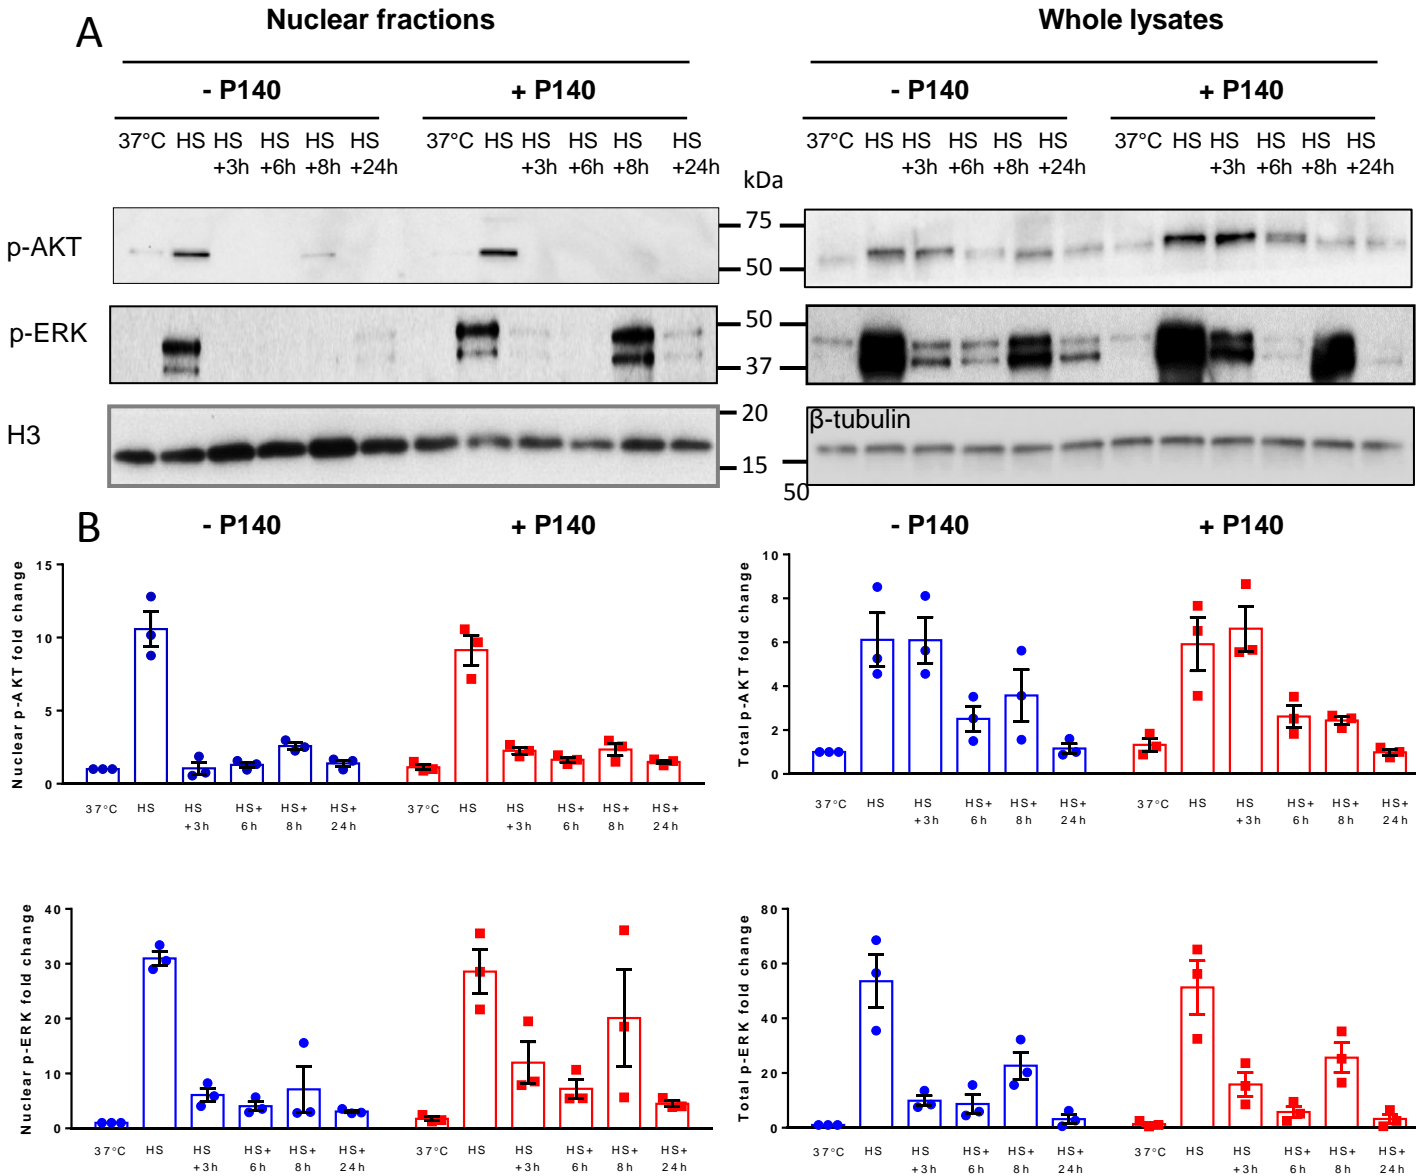 A
Nuclear fractions
Whole lysates
- P140
+ P140
- P140
+ P140
37°C HS HS HS HS HS
+3h +6h +8h +24h
37°C HS HS HS HS HS
+3h +6h +8h +24h
37°C HS HS HS HS HS
+3h +6h +8h +24h
37°C HS HS HS HS HS
+3h +6h +8h +24h
kDa
p-AKT
75
50
p-ERK
50
37
H3
20
15
β-tubulin
50
B
- P140
+ P140
- P140
+ P140
Nuclear p-AKT fold change
15
10
5
0
37°C HS HS HS+ HS+ HS+
+3h 6h 8h 24h
37°C HS HS HS+ HS+ HS+
+3h 6h 8h 24h
Total p-AKT fold change
10
8
6
4
2
0
37°C HS HS HS+ HS+ HS+
+3h 6h 8h 24h
37°C HS HS HS+ HS+ HS+
+3h 6h 8h 24h
Nuclear p-ERK fold change
40
30
20
10
0
37°C HS HS HS+ HS+ HS+
+3h 6h 8h 24h
37°C HS HS HS+ HS+ HS+
+3h 6h 8h 24h
Total p-ERK fold change
80
60
40
20
0
37°C HS HS HS+ HS+ HS+
+3h 6h 8h 24h
37°C HS HS HS+ HS+ HS+
+3h 6h 8h 24h